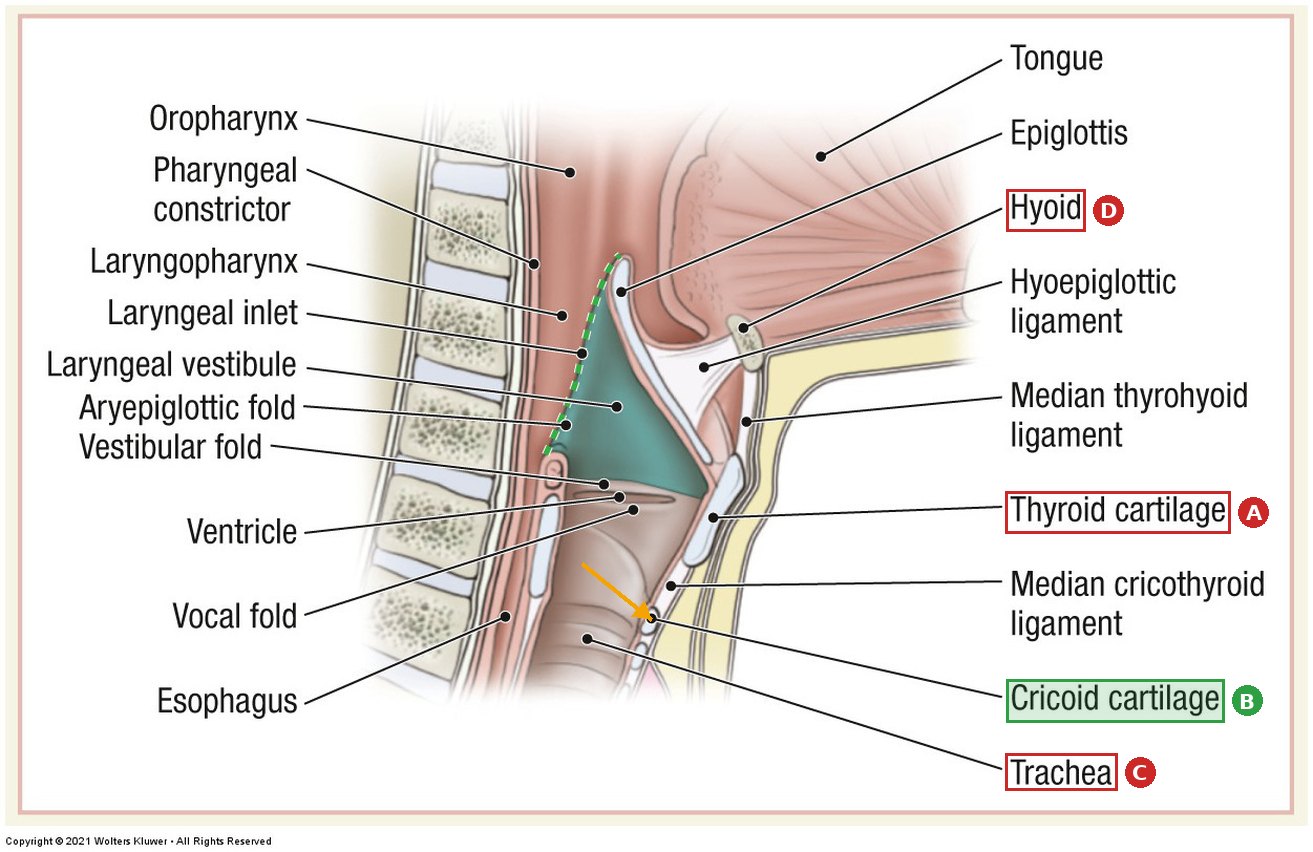 Oropharynx
Pharyngeal
constrictor
Laryngopharynx
Laryngeal inlet
Laryngeal vestibule
Aryepiglottic fold
Vestibular fold
Ventricle
Vocal fold
Esophagus
Tongue
Epiglottis
Hyoid D
Hyoepiglottic
ligament
Median thyrohyoid
ligament
Thyroid cartilage A
Median cricothyroid
ligament
Cricoid cartilage B
Trachea C
Copyright © 2021 Wolters Kluwer · All Rights Reserved